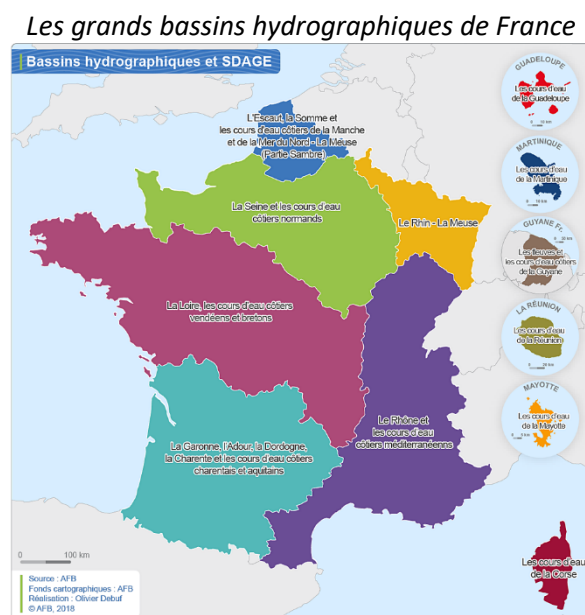 Les grands bassins hydrographiques de France
Bassins hydrographiques et SDAGE
L'Escaut, la Somme et
les cours d'eau côtiers de la Manche
et de la Mer du Nord - La Meuse
(Partie Sambre)
La Seine et les cours d'eau
côtiers normands
Le Rhin - La Meuse
La Loire, les cours d'eau côtiers
vendéens et bretons
La Garonne, l'Adour, la Dordogne,
la Charente et les cours d'eau côtiers
charentais et aquitains
Le Rhône et
les cours d'eau
côtiers méditerranéens
GUADELOUPE
Les cours d'eau
de la Guadeloupe
MARTINIQUE
Les cours d'eau
de la Martinique
GUYANE Fr.
Les fleuves et
les cours d'eau côtiers
de la Guyane
LA RÉUNION
Les cours d'eau
de la Réunion
MAYOTTE
Les cours d'eau
de la Mayotte
Les cours d'eau
de la Corse
100 km
Source : AFB
Fonds cartographiques : AFB
Réalisation : Olivier Debuf
© AFB, 2018